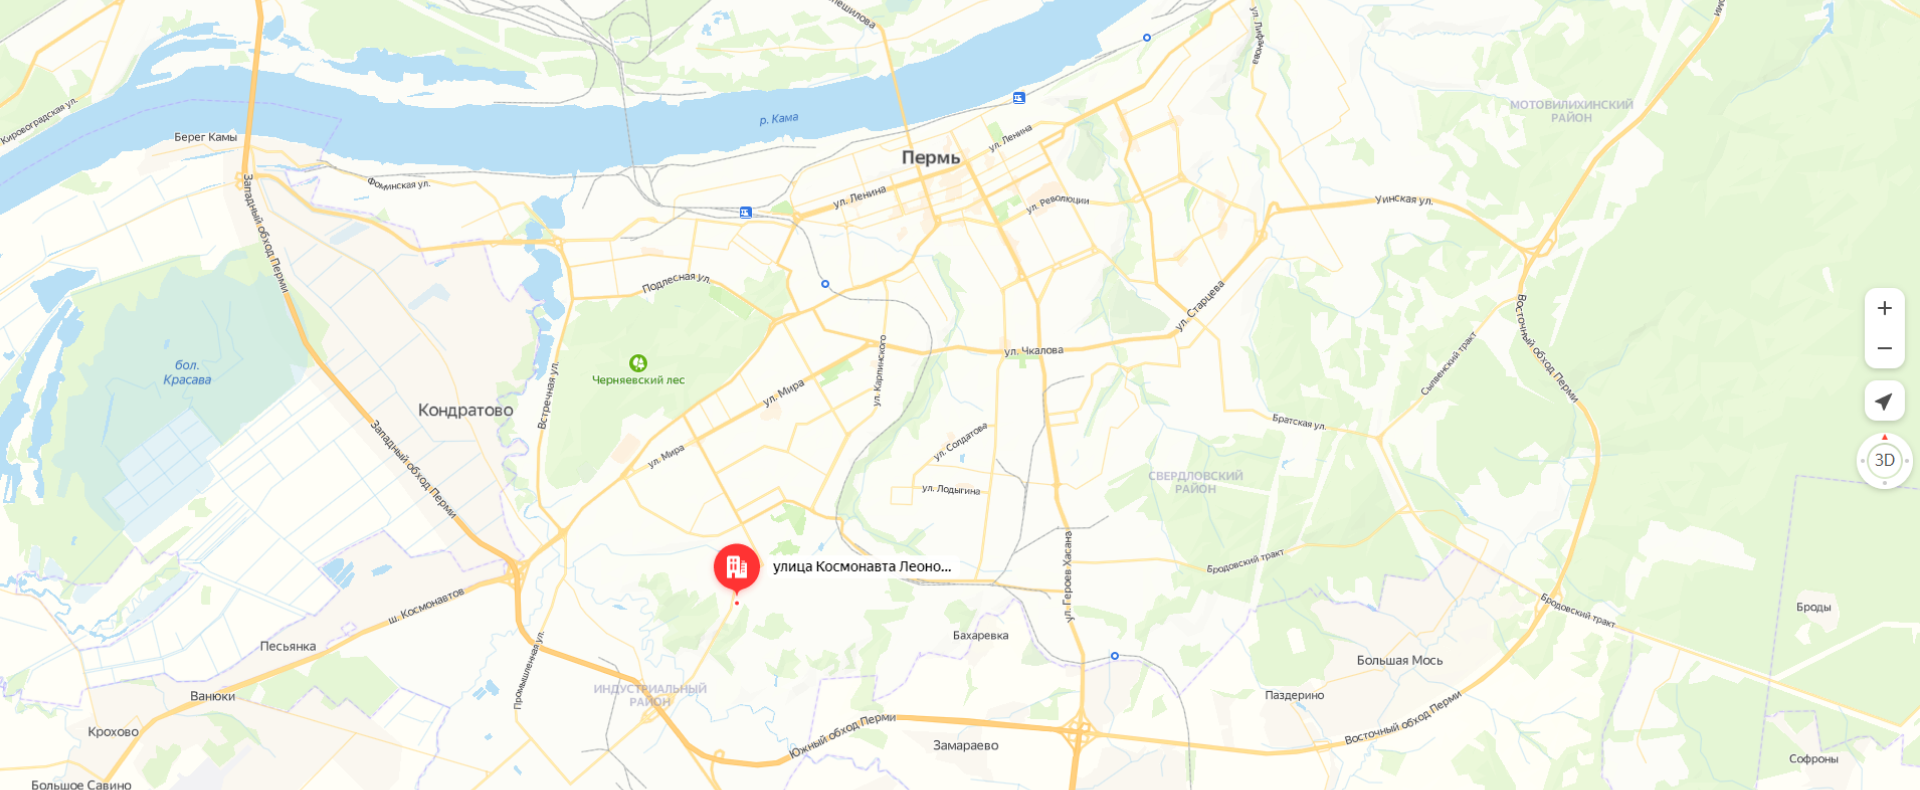 ул. Лифанова
Кировоградская ул.
МОТОВИЛИХИНСКИЙ
РАЙОН
р. Кама
Берег Камы
ул. Ленина
Пермь
Фоминская ул.
ул. Ленина
ул. Революции
Уинская ул.
Западный обход Перми
Подлесная ул.
ул. Старцева
Восточный обход Перми
ул. Чкалова
Сылвенский тракт
ул. Карпинского
бол.
Красава
Черняевский лес
ул. Мира
Встречная ул.
Кондратово
Братская ул.
ул. Солдатова
ул. Мира
Западный обход Перми
3D
СВЕРДЛОВСКИЙ
РАЙОН
ул. Лодыгина
Бродовский тракт
улица Космонавта Леоно...
ул. Героев Хасана
ш. Космонавтов
Бродовский тракт
Броды
Бахаревка
Песьянка
Промышленная ул.
Большая Мось
ИНДУСТРИАЛЬНЫЙ
РАЙОН
Паздерино
Ванюки
Восточный обход Перми
Южный обход Перми
Крохово
Замараево
Софроны
Большое Савино